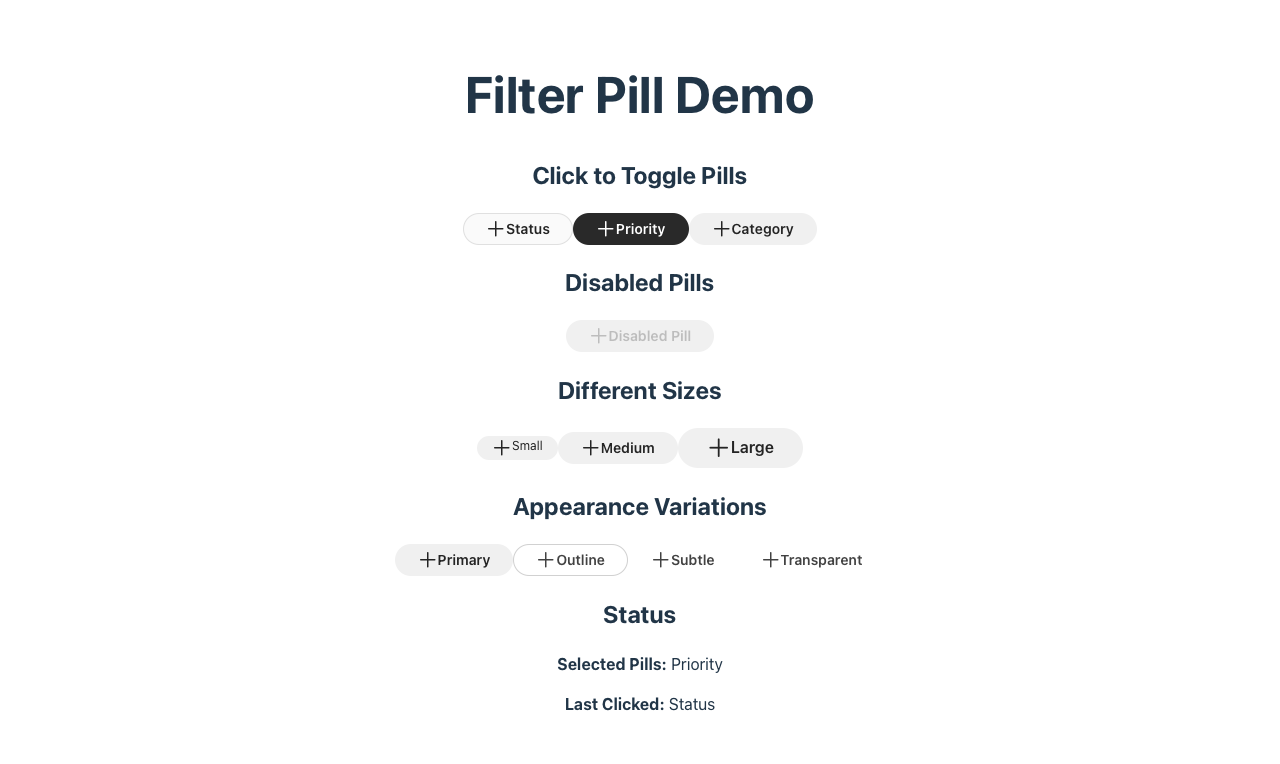 Filter Pill Demo
Click to Toggle Pills
Status Priority Category
Disabled Pills
Disabled Pill
Different Sizes
Small Medium Large
Appearance Variations
Primary Outline Subtle Transparent
Status
Selected Pills: Priority
Last Clicked: Status